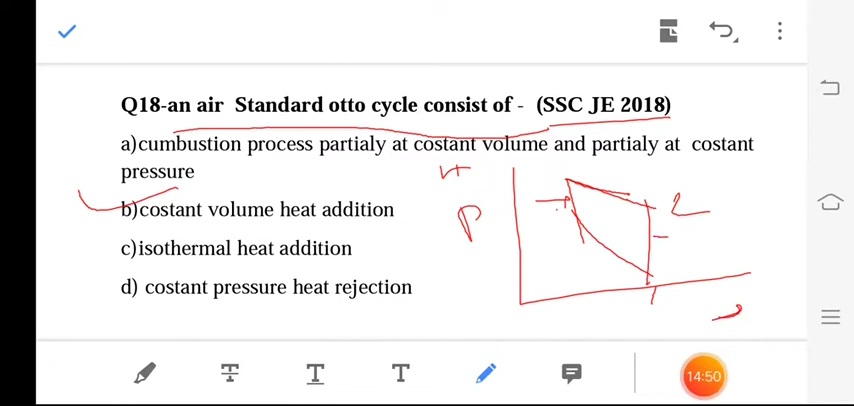 Q18-an air Standard otto cycle consist of - (SSC JE 2018)
a)cumbustion process partialy at costant volume and partialy at costant
pressure
b)costant volume heat addition
c)isothermal heat addition
d) costant pressure heat rejection
P
2
T T T
14:50